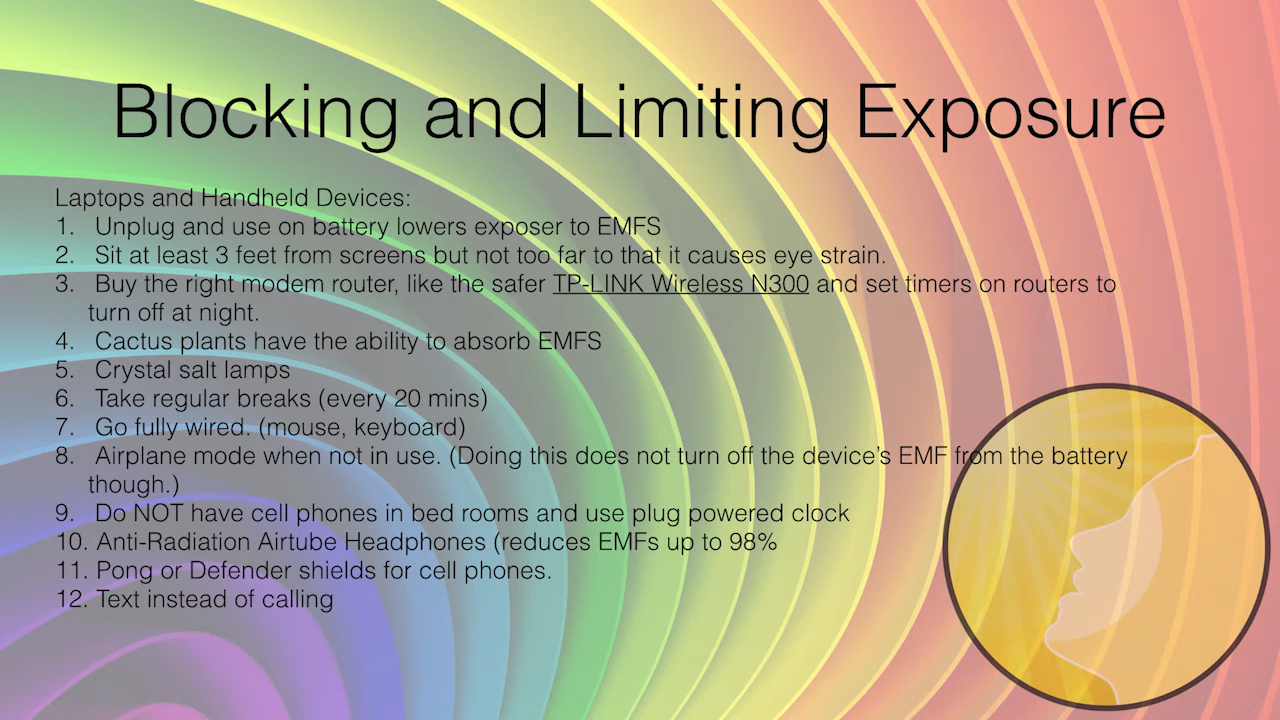 Blocking and Limiting Exposure
Laptops and Handheld Devices:
1. Unplug and use on battery lowers exposer to EMFS
2. Sit at least 3 feet from screens but not too far to that it causes eye strain.
3. Buy the right modem router, like the safer TP-LINK Wireless N300 and set timers on routers to
turn off at night.
4. Cactus plants have the ability to absorb EMFS
5. Crystal salt lamps
6. Take regular breaks (every 20 mins)
7. Go fully wired. (mouse, keyboard)
8. Airplane mode when not in use. (Doing this does not turn off the device’s EMF from the battery
though.)
9. Do NOT have cell phones in bed rooms and use plug powered clock
10. Anti-Radiation Airtube Headphones (reduces EMFs up to 98%
11. Pong or Defender shields for cell phones.
12. Text instead of calling